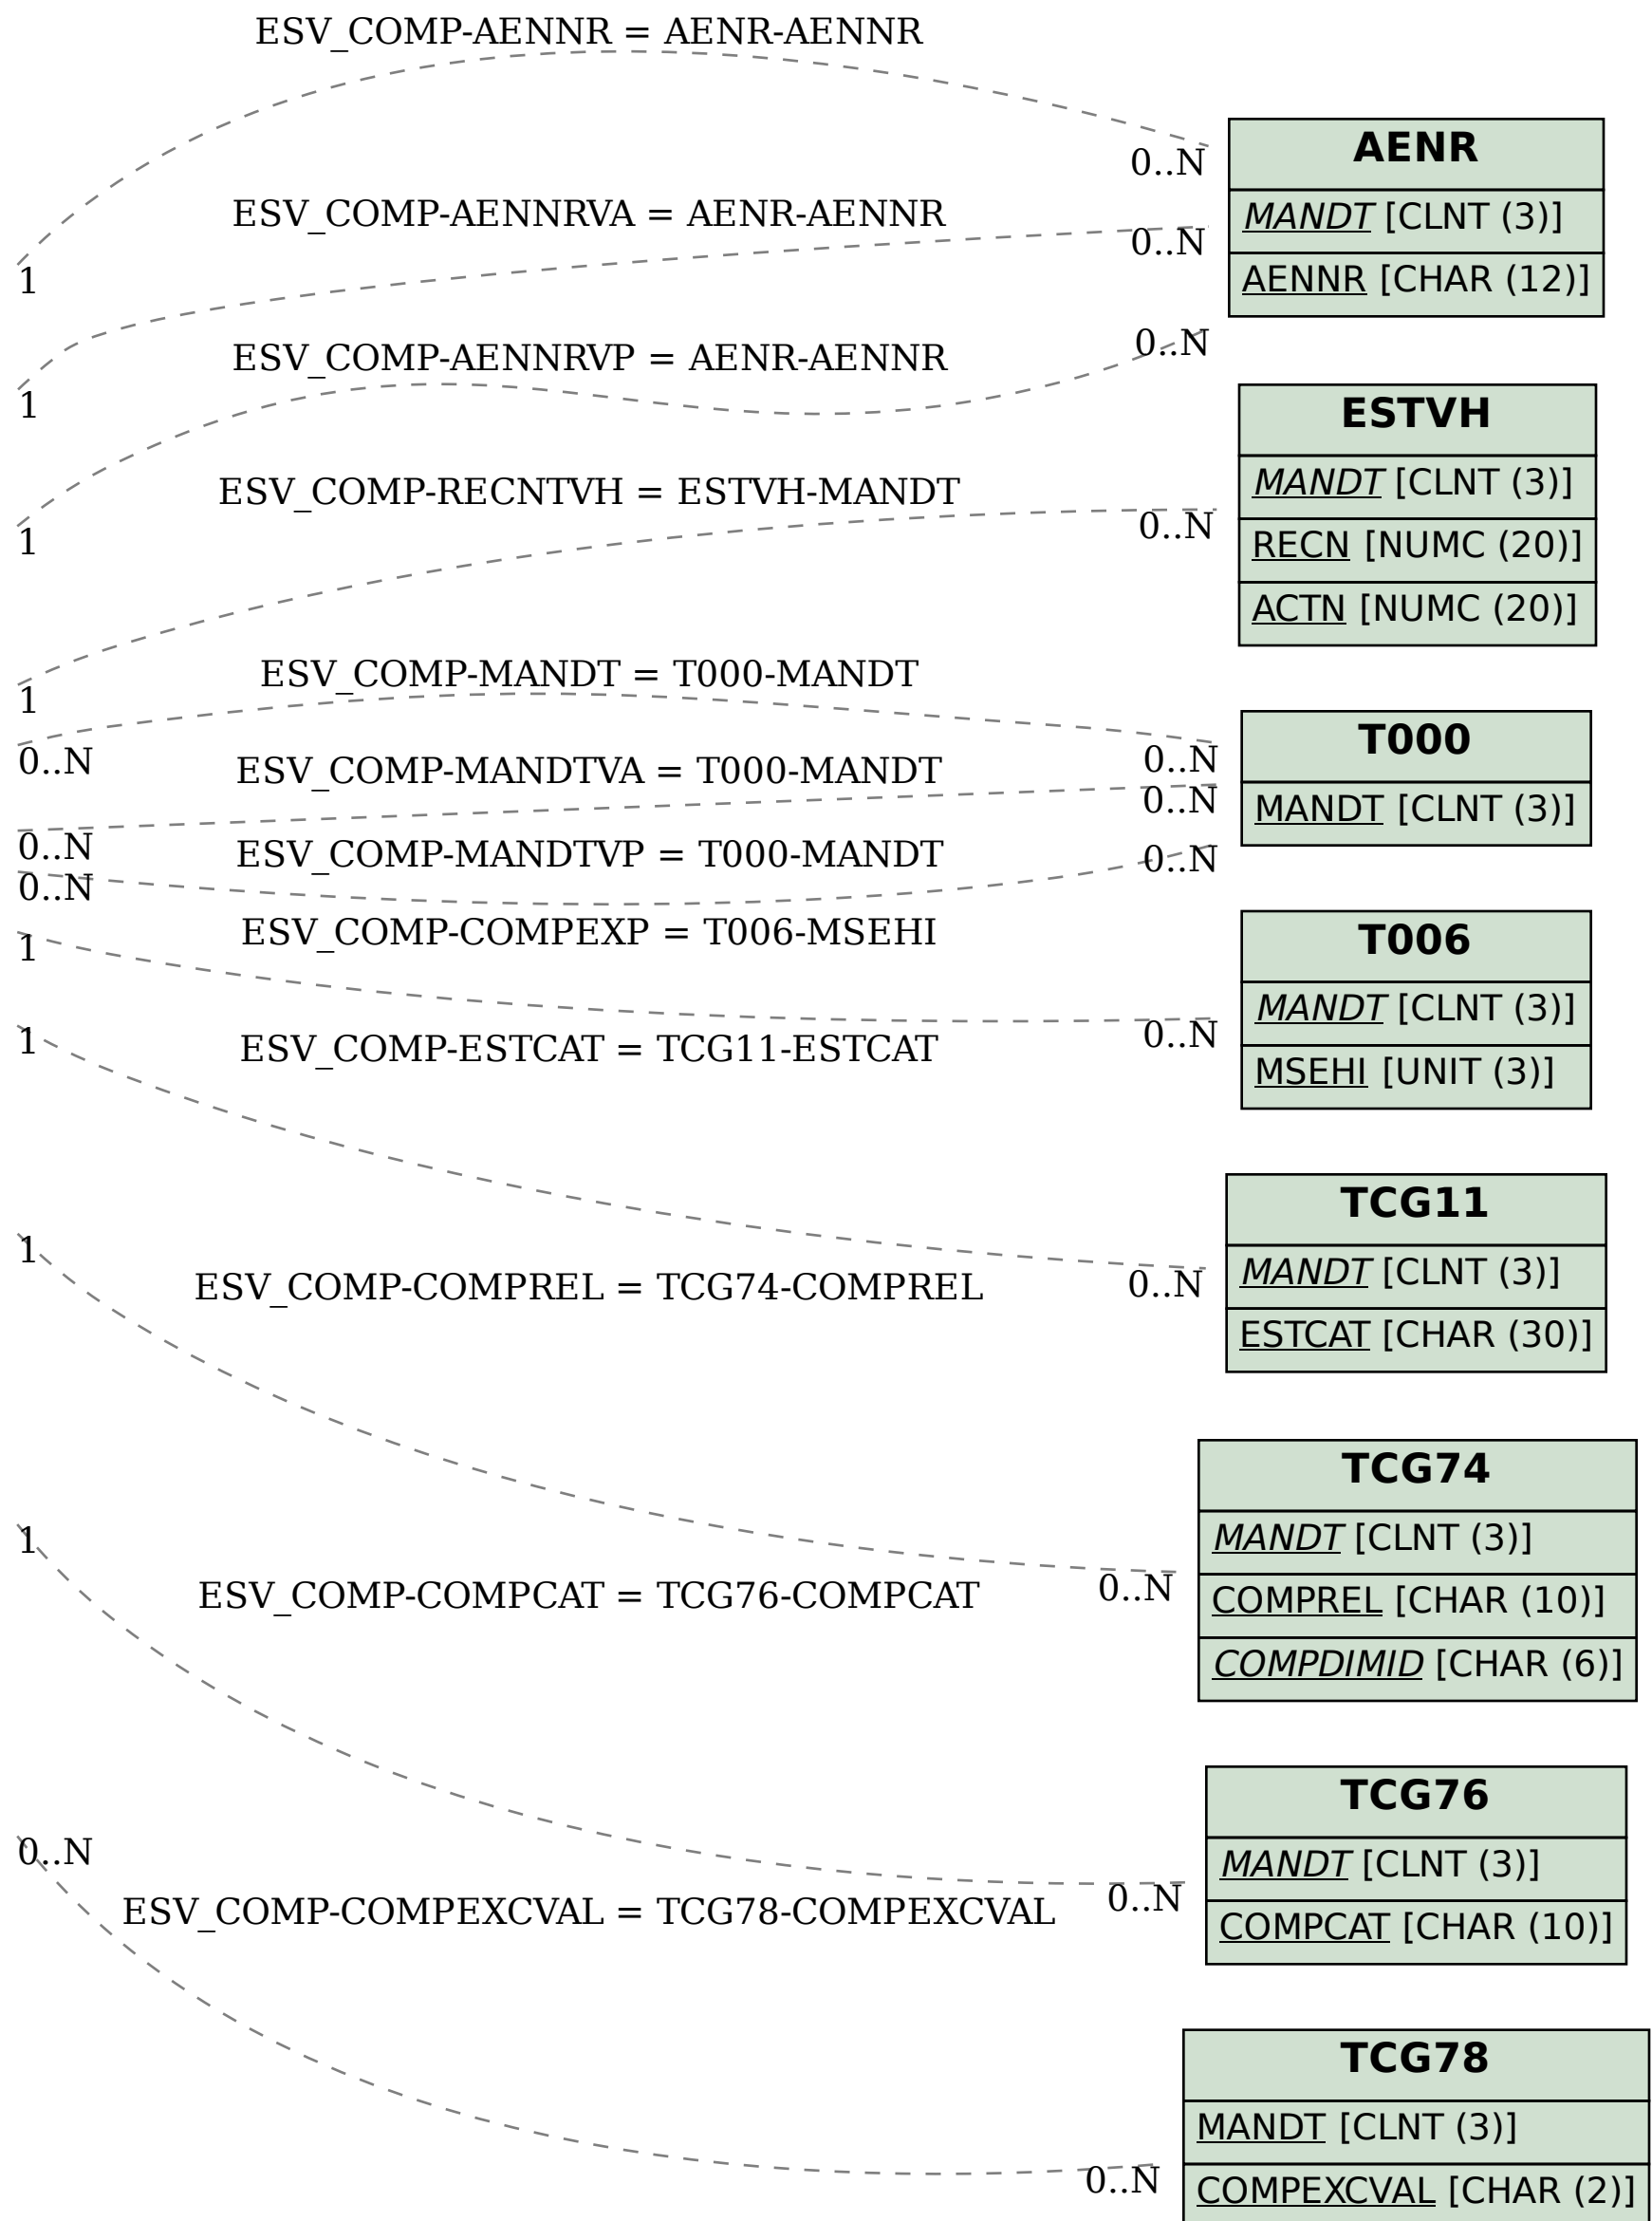 ESV_COMP-AENNR = AENR-AENNR
AENR
0..N
MANDT [CLNT (3)]
ESV_COMP-AENNRVA = AENR-AENNR
0..N
1
AENNR [CHAR (12)]
0..N
ESV_COMP-AENNRVP = AENR-AENNR
1
ESTVH
MANDT [CLNT (3)]
ESV_COMP-RECNTVH = ESTVH-MANDT
0..N
1
RECN [NUMC (20)]
ACTN [NUMC (20)]
ESV_COMP-MANDT = T000-MANDT
1
T000
0..N
0..N
ESV_COMP-MANDTVA = T000-MANDT
0..N
MANDT [CLNT (3)]
0..N
ESV_COMP-MANDTVP = T000-MANDT
0..N
0..N
ESV_COMP-COMPEXP = T006-MSEHI
T006
1
MANDT [CLNT (3)]
0..N
1
ESV_COMP-ESTCAT = TCG11-ESTCAT
MSEHI [UNIT (3)]
TCG11
1
MANDT [CLNT (3)]
0..N
ESV_COMP-COMPREL = TCG74-COMPREL
ESTCAT [CHAR (30)]
TCG74
1
MANDT [CLNT (3)]
0..N
ESV_COMP-COMPCAT = TCG76-COMPCAT
COMPREL [CHAR (10)]
COMPDIMID [CHAR (6)]
TCG76
0..N
MANDT [CLNT (3)]
0..N
ESV_COMP-COMPEXCVAL = TCG78-COMPEXCVAL
COMPCAT [CHAR (10)]
TCG78
MANDT [CLNT (3)]
0..N
COMPEXCVAL [CHAR (2)]